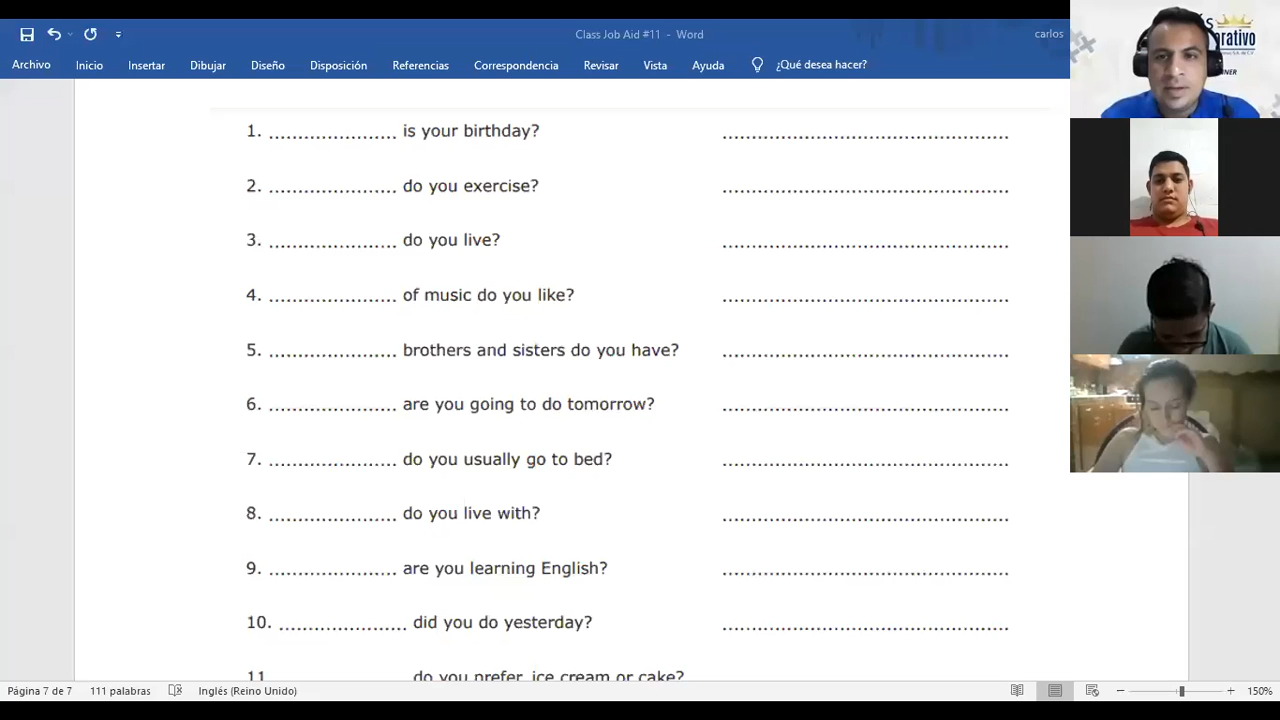 Class Job Aid #11 - Word
carlos
Archivo Inicio Insertar Dibujar Diseño Disposición Referencias Correspondencia Revisar Vista Ayuda ¿Qué desea hacer?
1. ...................... is your birthday? ..................................................
2. ...................... do you exercise? ..................................................
3. ...................... do you live? ..................................................
4. ...................... of music do you like? ..................................................
5. ...................... brothers and sisters do you have? ..................................................
6. ...................... are you going to do tomorrow? ..................................................
7. ...................... do you usually go to bed? ..................................................
8. ...................... do you live with? ..................................................
9. ...................... are you learning English? ..................................................
10. ...................... did you do yesterday? ..................................................
11 do you prefer, ice cream or cake?
Página 7 de 7 111 palabras Inglés (Reino Unido) 150%